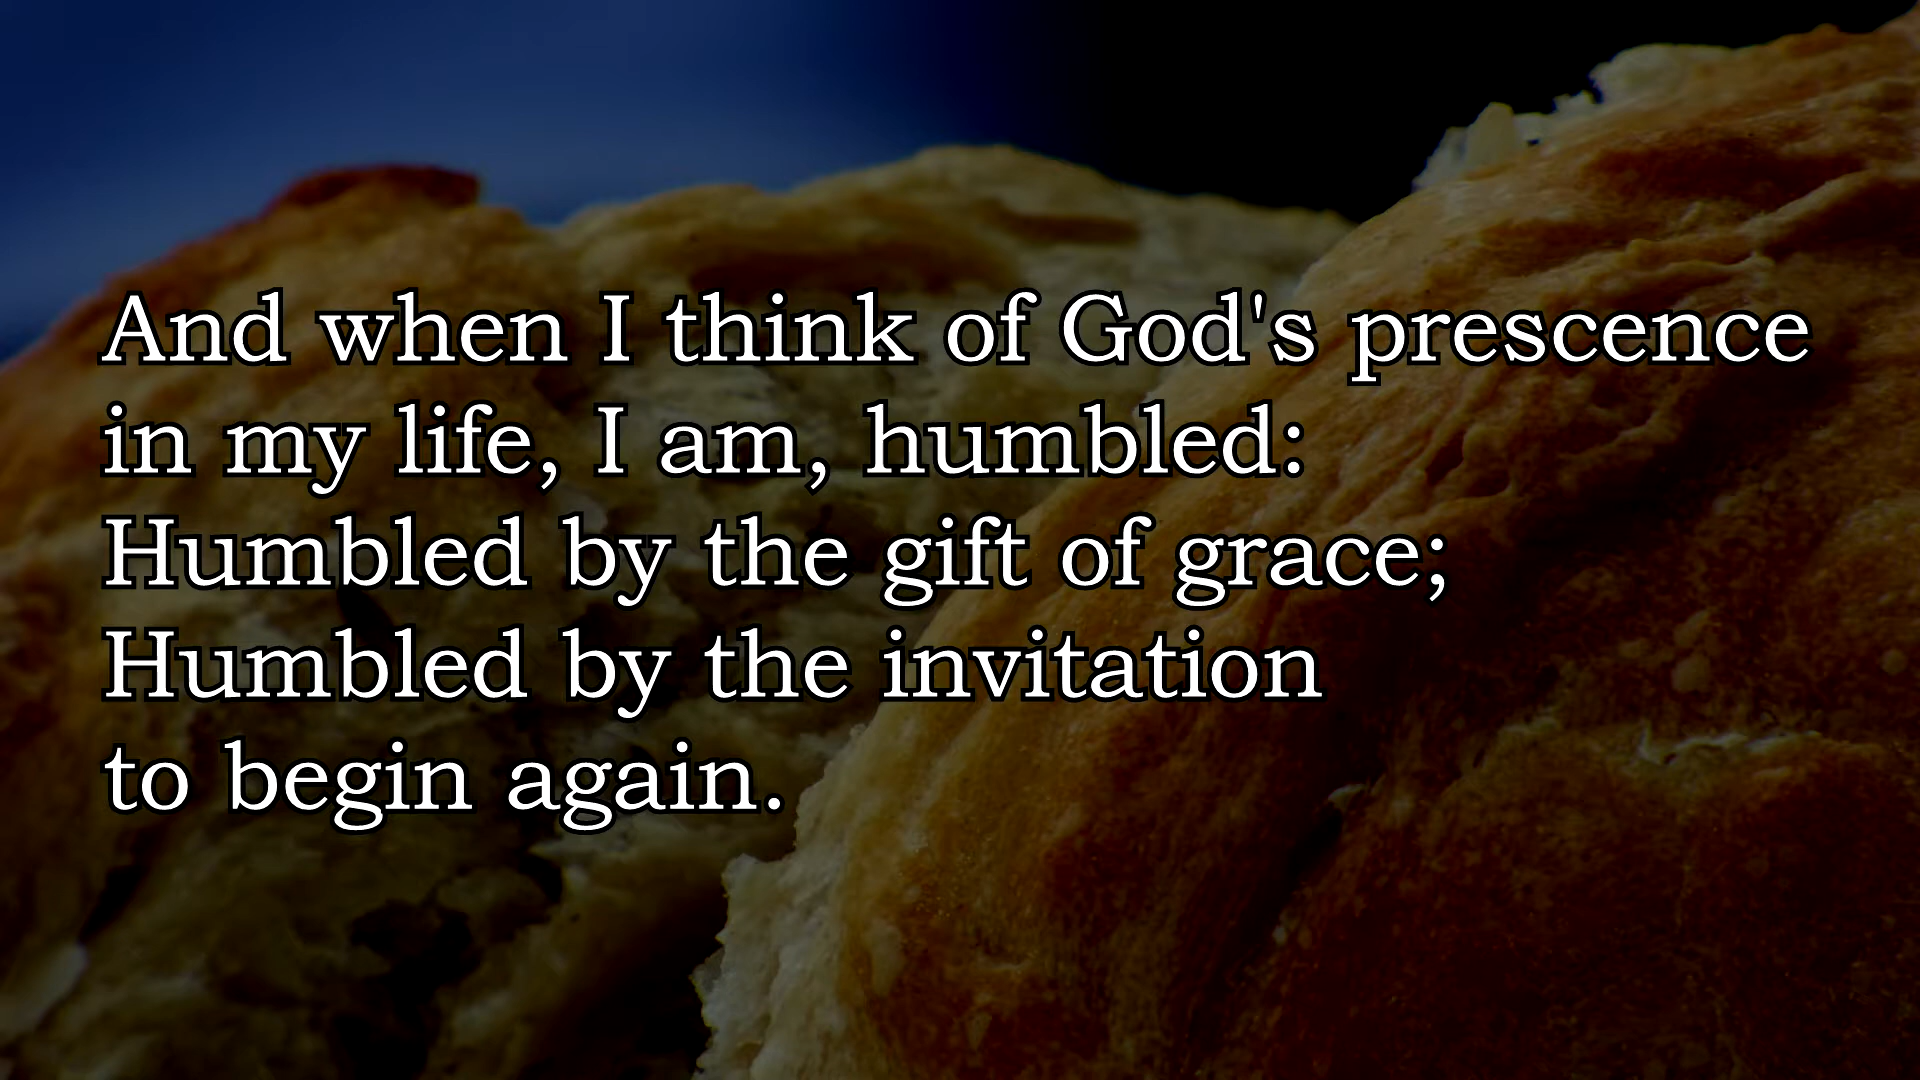 And when I think of God's prescence
in my life, I am, humbled:
Humbled by the gift of grace;
Humbled by the invitation
to begin again.